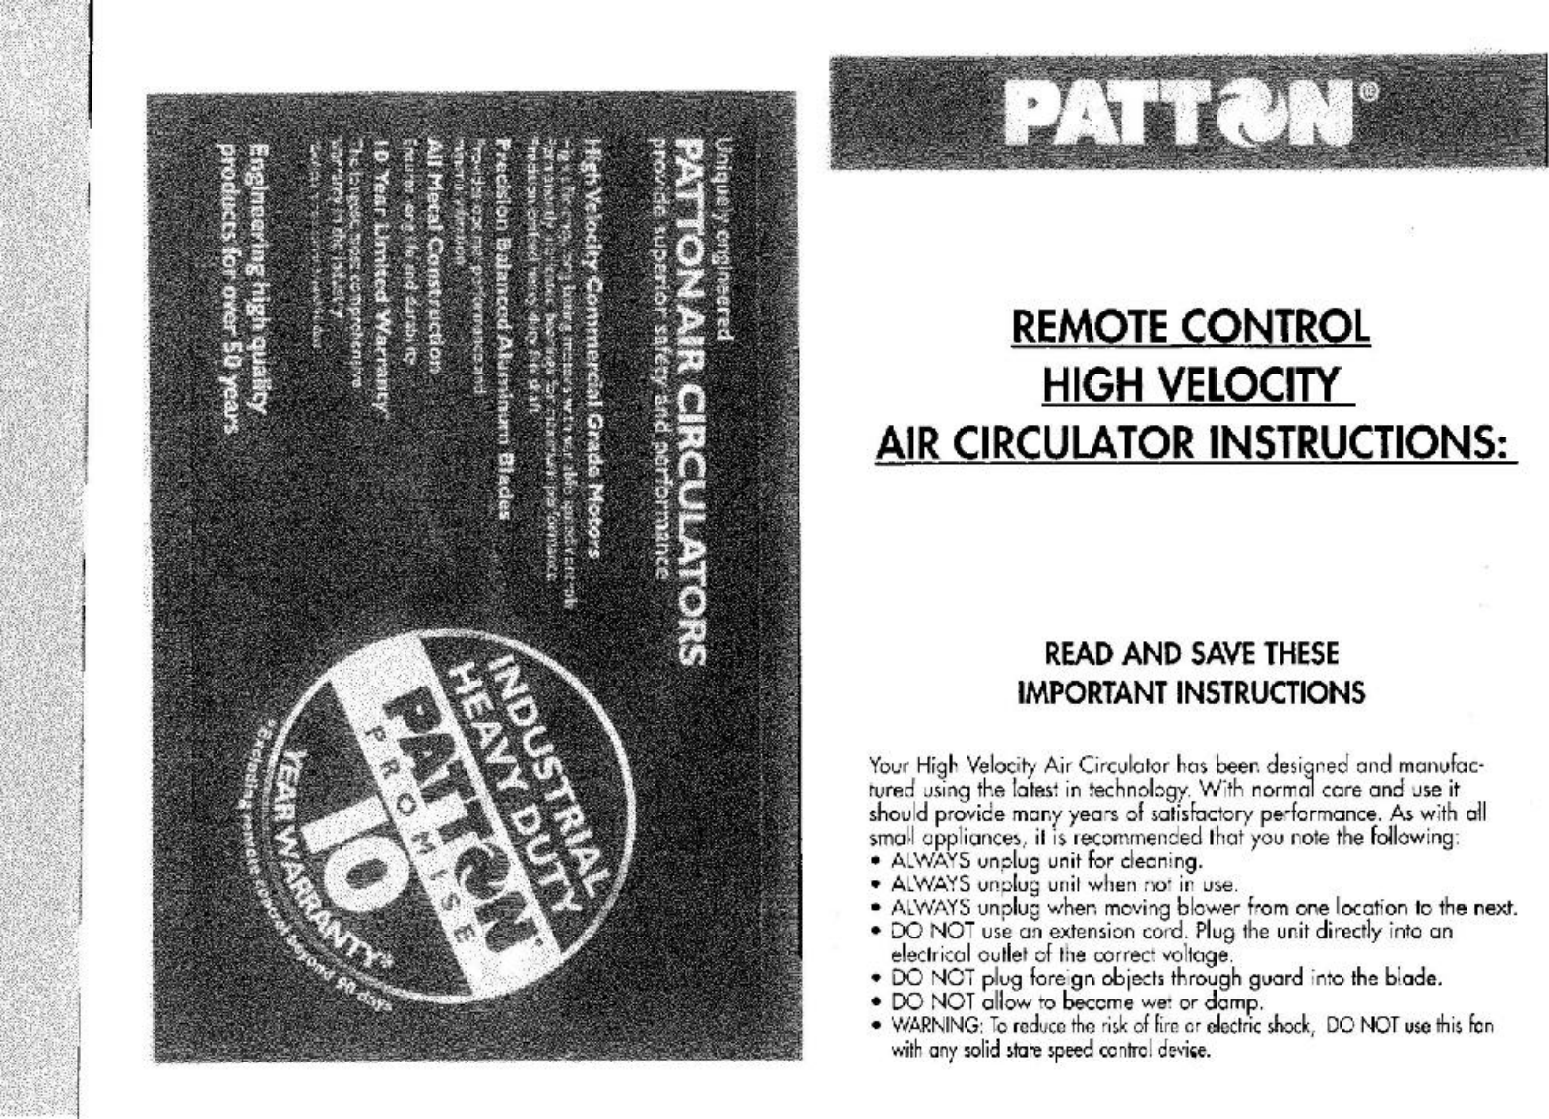 Uniquely engineered
PATTON AIR CIRCULATORS
provide superior safety and performance
High Velocity Commercial Grade Motors
Precision Balanced Aluminum Blades
All Metal Construction
10 Year Limited Warranty
Engineering high quality
products for over 50 years
INDUSTRIAL
HEAVY DUTY
PATTON®
PROMISE
10
YEAR WARRANTY*
*Excluding remote control beyond 90 days
PATTON®
REMOTE CONTROL
HIGH VELOCITY
AIR CIRCULATOR INSTRUCTIONS:
READ AND SAVE THESE
IMPORTANT INSTRUCTIONS
Your High Velocity Air Circulator has been designed and manufac-
tured using the latest in technology. With normal care and use it
should provide many years of satisfactory performance. As with all
small appliances, it is recommended that you note the following:
• ALWAYS unplug unit for cleaning.
• ALWAYS unplug unit when not in use.
• ALWAYS unplug when moving blower from one location to the next.
• DO NOT use an extension cord. Plug the unit directly into an
electrical outlet of the correct voltage.
• DO NOT plug foreign objects through guard into the blade.
• DO NOT allow to become wet or damp.
• WARNING: To reduce the risk of fire or electric shock, DO NOT use this fan
with any solid state speed control device.